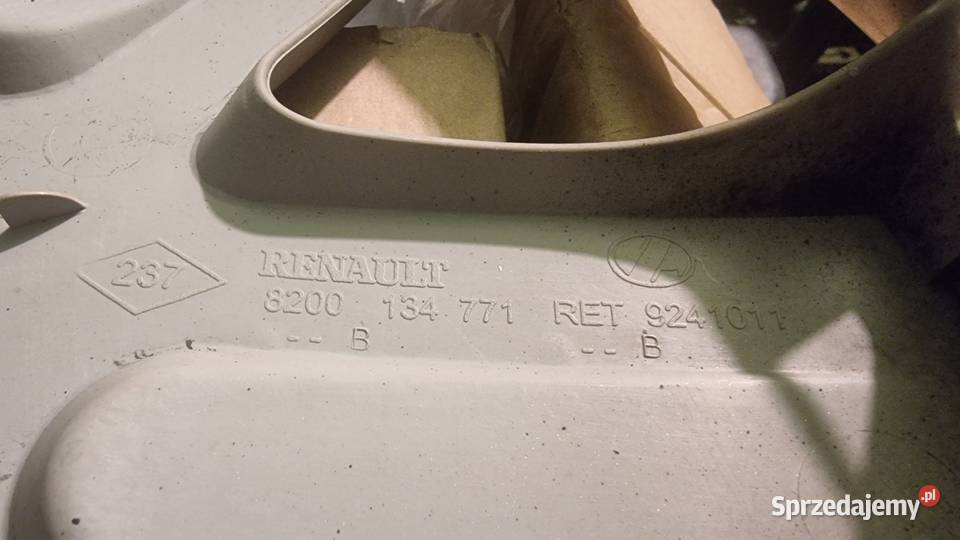 237
RENAULT
8200 134 771 RET 9241011
-- B -- B
Sprzedajemy.pl